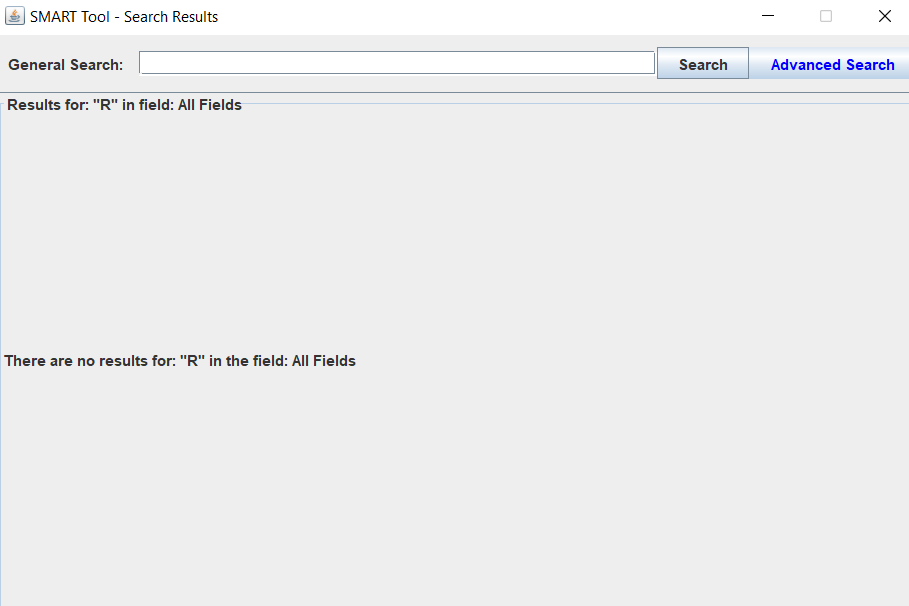 SMART Tool - Search Results
General Search: Search Advanced Search
Results for: "R" in field: All Fields
There are no results for: "R" in the field: All Fields